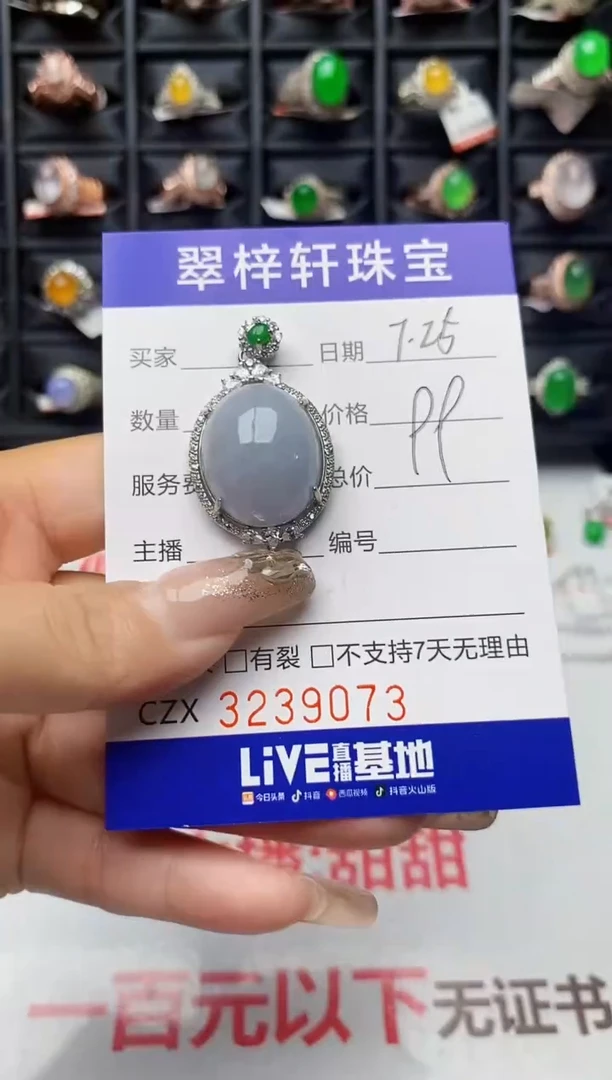 翠梓轩珠宝
买家 日期 7.25
数量 价格
服务费 总价
主播 编号
□有裂 □不支持7天无理由
CZX 3239073
LiVE直播基地
今日头条 抖音 西瓜视频 抖音火山版
甜甜
一百元以下无证书